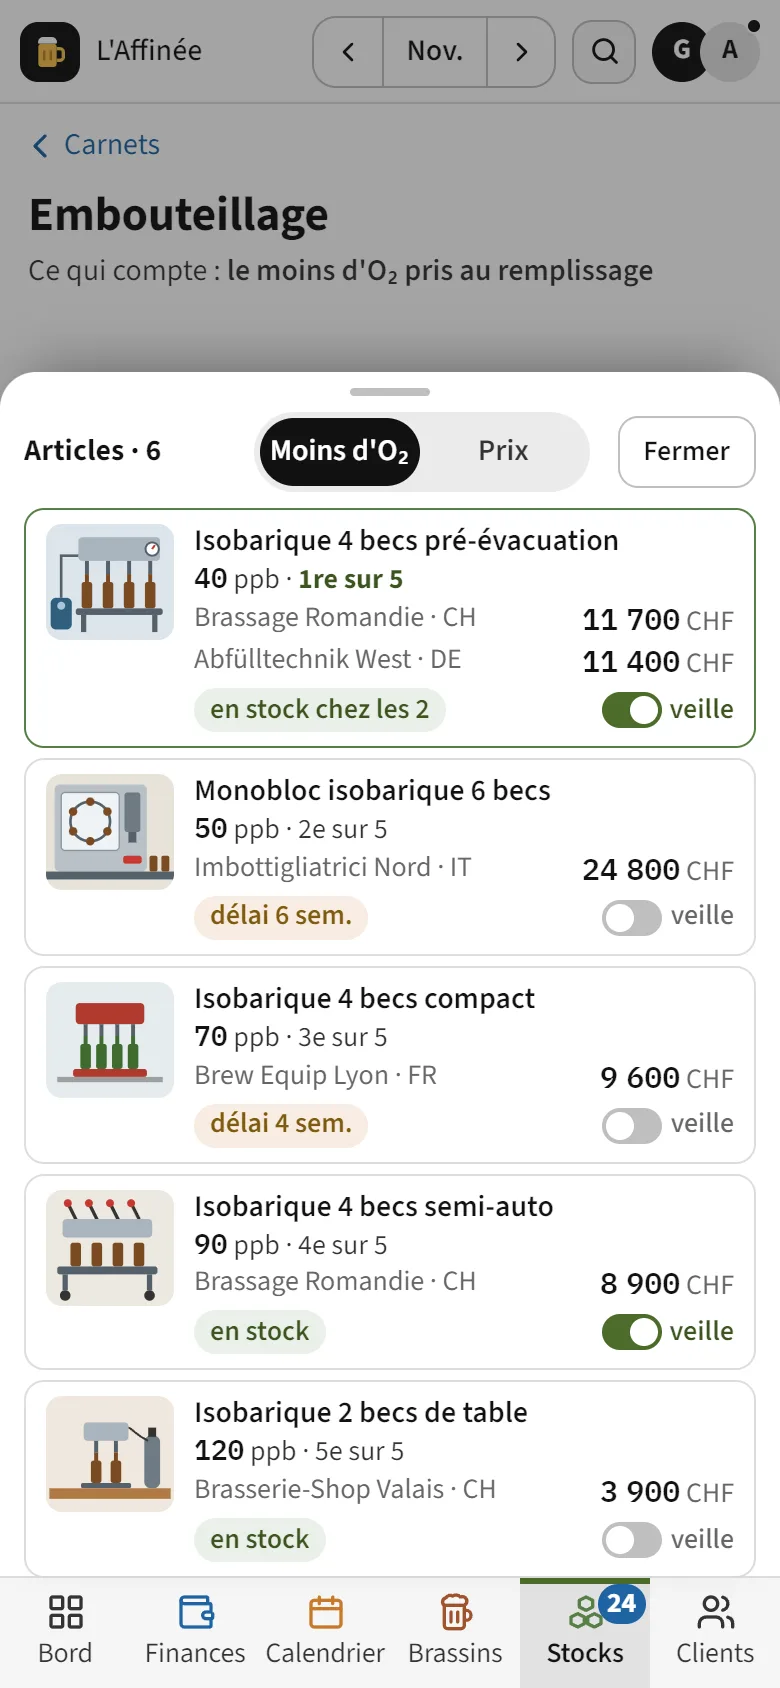 L'Affinée
Nov.
G
A
Carnets
Embouteillage
Ce qui compte : le moins d'O₂ pris au remplissage
Articles · 6
Moins d'O₂
Prix
Fermer
Isobarique 4 becs pré-évacuation
40 ppb · 1re sur 5
Brassage Romandie · CH 11 700 CHF
Abfülltechnik West · DE 11 400 CHF
en stock chez les 2 veille
Monobloc isobarique 6 becs
50 ppb · 2e sur 5
Imbottigliatrici Nord · IT 24 800 CHF
délai 6 sem. veille
Isobarique 4 becs compact
70 ppb · 3e sur 5
Brew Equip Lyon · FR 9 600 CHF
délai 4 sem. veille
Isobarique 4 becs semi-auto
90 ppb · 4e sur 5
Brassage Romandie · CH 8 900 CHF
en stock veille
Isobarique 2 becs de table
120 ppb · 5e sur 5
Brasserie-Shop Valais · CH 3 900 CHF
en stock veille
24
Bord Finances Calendrier Brassins Stocks Clients